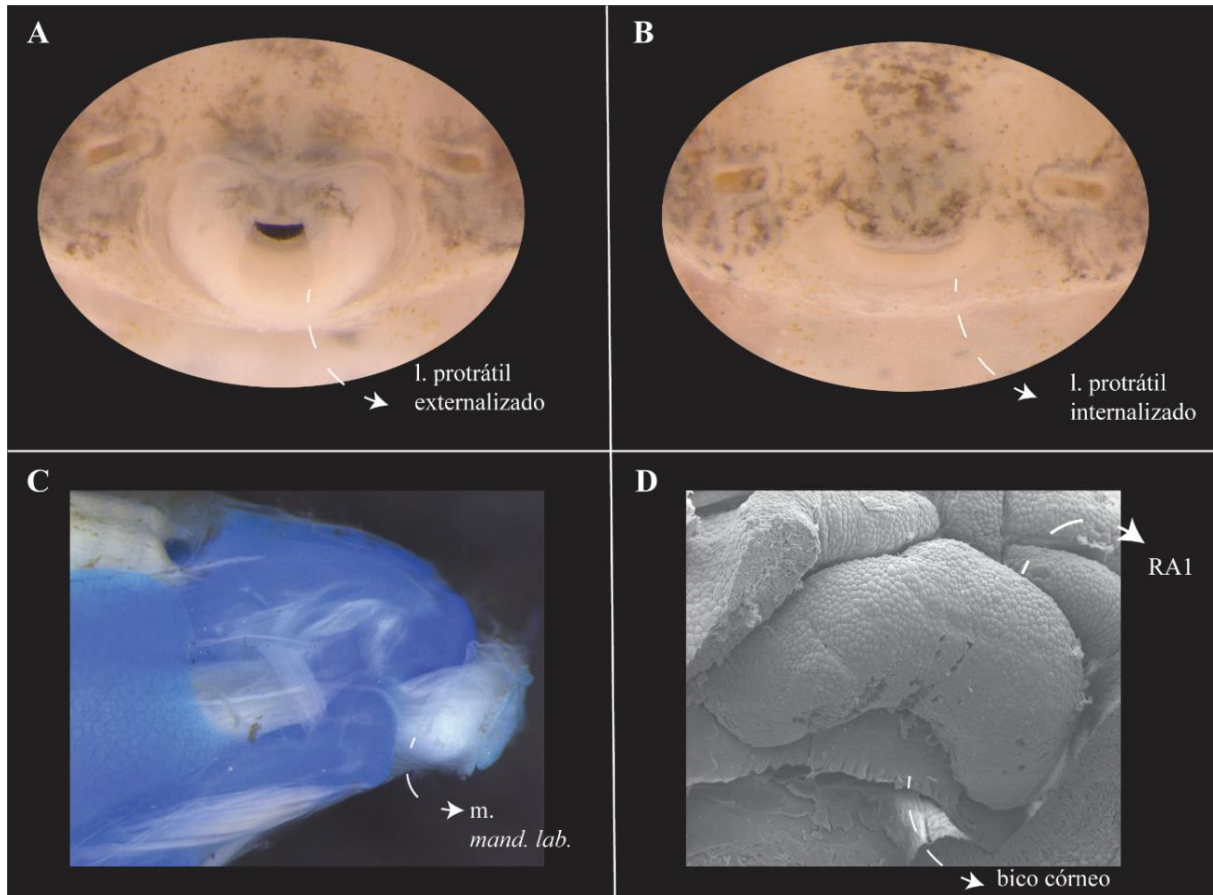 A
l. protrátil
externalizado
B
l. protrátil
internalizado
C
m.
mand. lab.
D
RA1
bico córneo